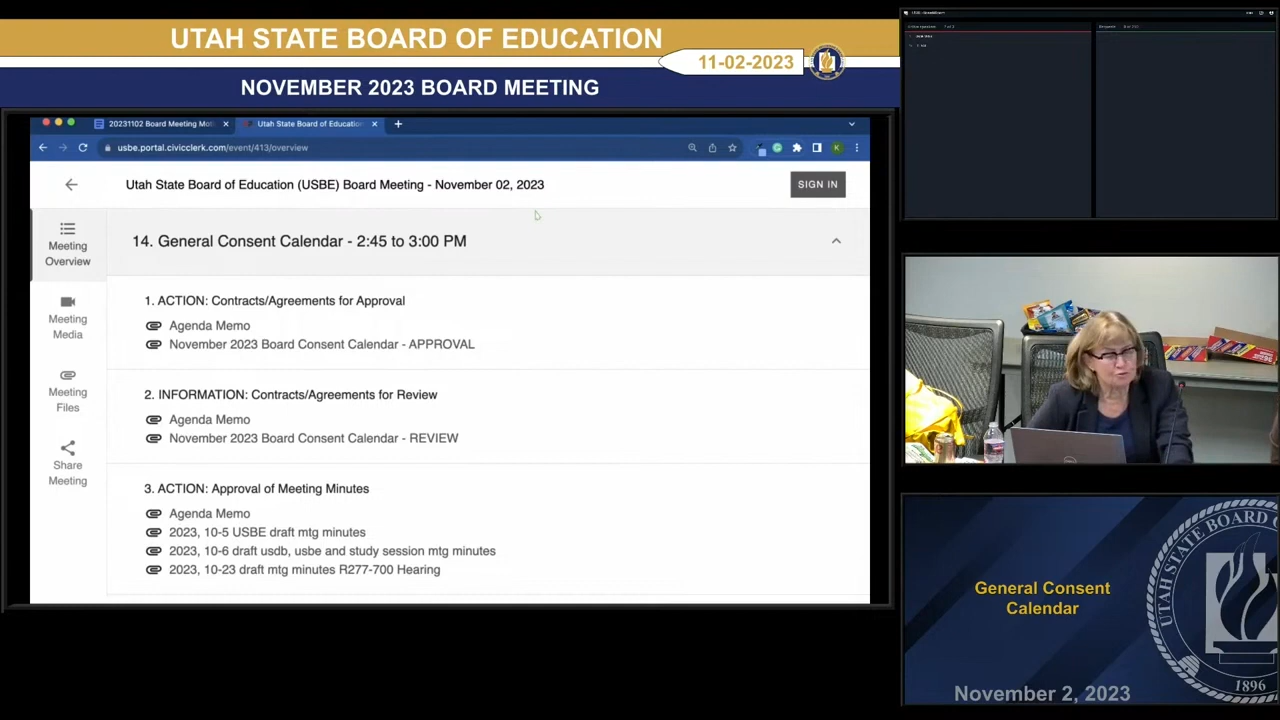 UTAH STATE BOARD OF EDUCATION
11-02-2023
NOVEMBER 2023 BOARD MEETING
20231102 Board Meeting Mot
Utah State Board of Education
usbe.portal.civicclerk.com/event/413/overview
K
Utah State Board of Education (USBE) Board Meeting - November 02, 2023
SIGN IN
Meeting
Overview
Meeting
Media
Meeting
Files
Share
Meeting
14. General Consent Calendar - 2:45 to 3:00 PM
1. ACTION: Contracts/Agreements for Approval
Agenda Memo
November 2023 Board Consent Calendar - APPROVAL
2. INFORMATION: Contracts/Agreements for Review
Agenda Memo
November 2023 Board Consent Calendar - REVIEW
3. ACTION: Approval of Meeting Minutes
Agenda Memo
2023, 10-5 USBE draft mtg minutes
2023, 10-6 draft usdb, usbe and study session mtg minutes
2023, 10-23 draft mtg minutes R277-700 Hearing
General Consent
Calendar
November 2, 2023
UTAH STATE BOARD O
1896